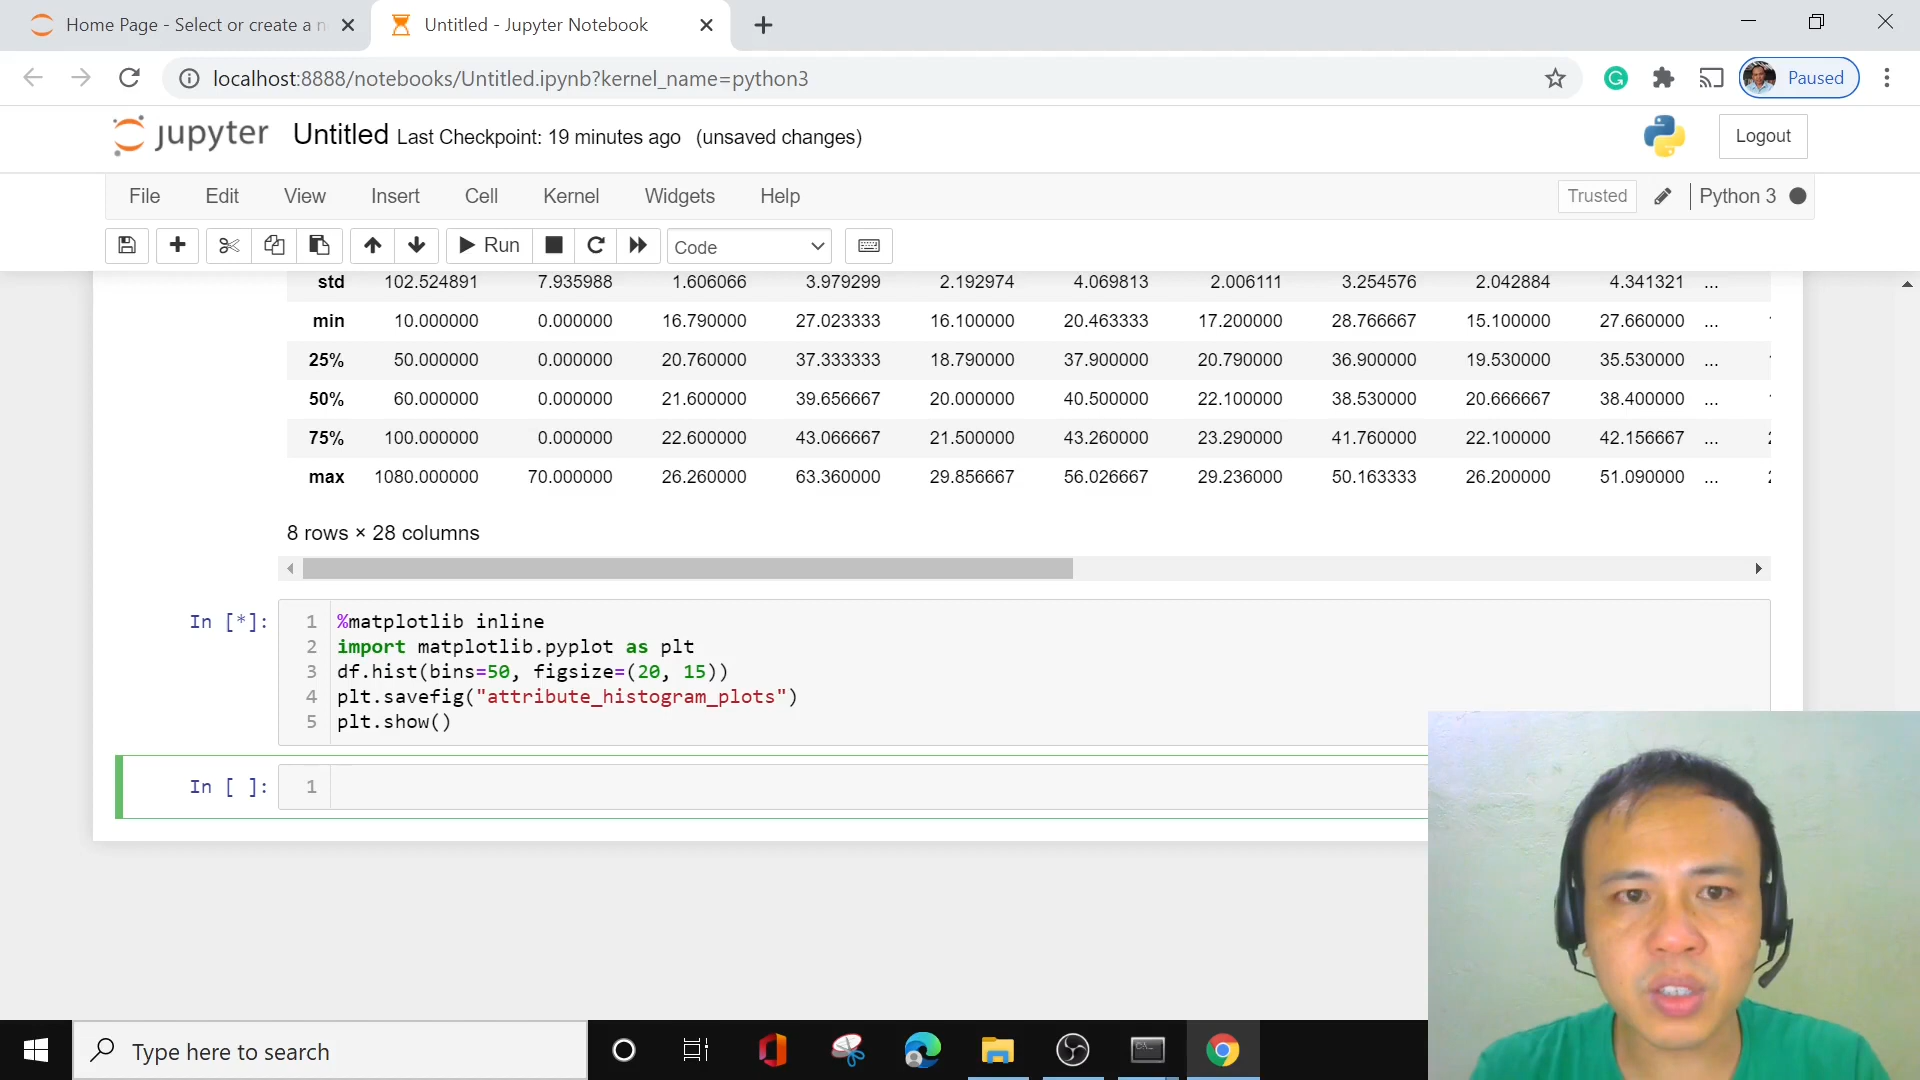 Home Page - Select or create a n
Untitled - Jupyter Notebook
localhost:8888/notebooks/Untitled.ipynb?kernel_name=python3
Paused
jupyter Untitled Last Checkpoint: 19 minutes ago (unsaved changes)
Logout
File Edit View Insert Cell Kernel Widgets Help
Trusted Python 3
Run Code
std 102.524891 7.935988 1.606066 3.979299 2.192974 4.069813 2.006111 3.254576 2.042884 4.341321 ...
min 10.000000 0.000000 16.790000 27.023333 16.100000 20.463333 17.200000 28.766667 15.100000 27.660000 ...
25% 50.000000 0.000000 20.760000 37.333333 18.790000 37.900000 20.790000 36.900000 19.530000 35.530000 ...
50% 60.000000 0.000000 21.600000 39.656667 20.000000 40.500000 22.100000 38.530000 20.666667 38.400000 ...
75% 100.000000 0.000000 22.600000 43.066667 21.500000 43.260000 23.290000 41.760000 22.100000 42.156667 ...
max 1080.000000 70.000000 26.260000 63.360000 29.856667 56.026667 29.236000 50.163333 26.200000 51.090000 ...
8 rows × 28 columns
In [*]: 1 %matplotlib inline
2 import matplotlib.pyplot as plt
3 df.hist(bins=50, figsize=(20, 15))
4 plt.savefig("attribute_histogram_plots")
5 plt.show()
In [ ]: 1
Type here to search